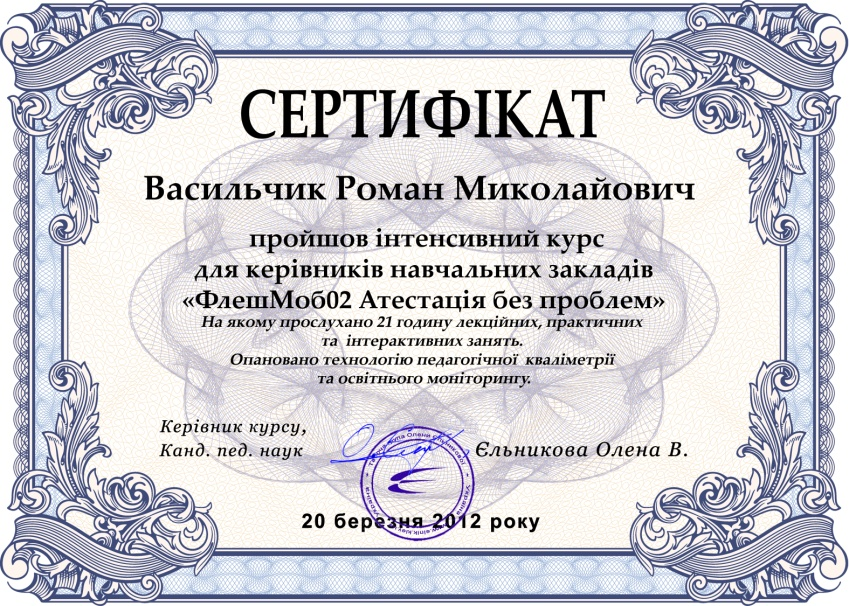 СЕРТИФІКАТ
Васильчик Роман Миколайович
пройшов інтенсивний курс
для керівників навчальних закладів
«ФлешМоб02 Атестація без проблем»
На якому прослухано 21 годину лекційних, практичних
та інтерактивних занять.
Опановано технологію педагогічної кваліметрії
та освітнього моніторингу.
Керівник курсу,
Канд. пед. наук
Єльникова Олена В.
20 березня 2012 року